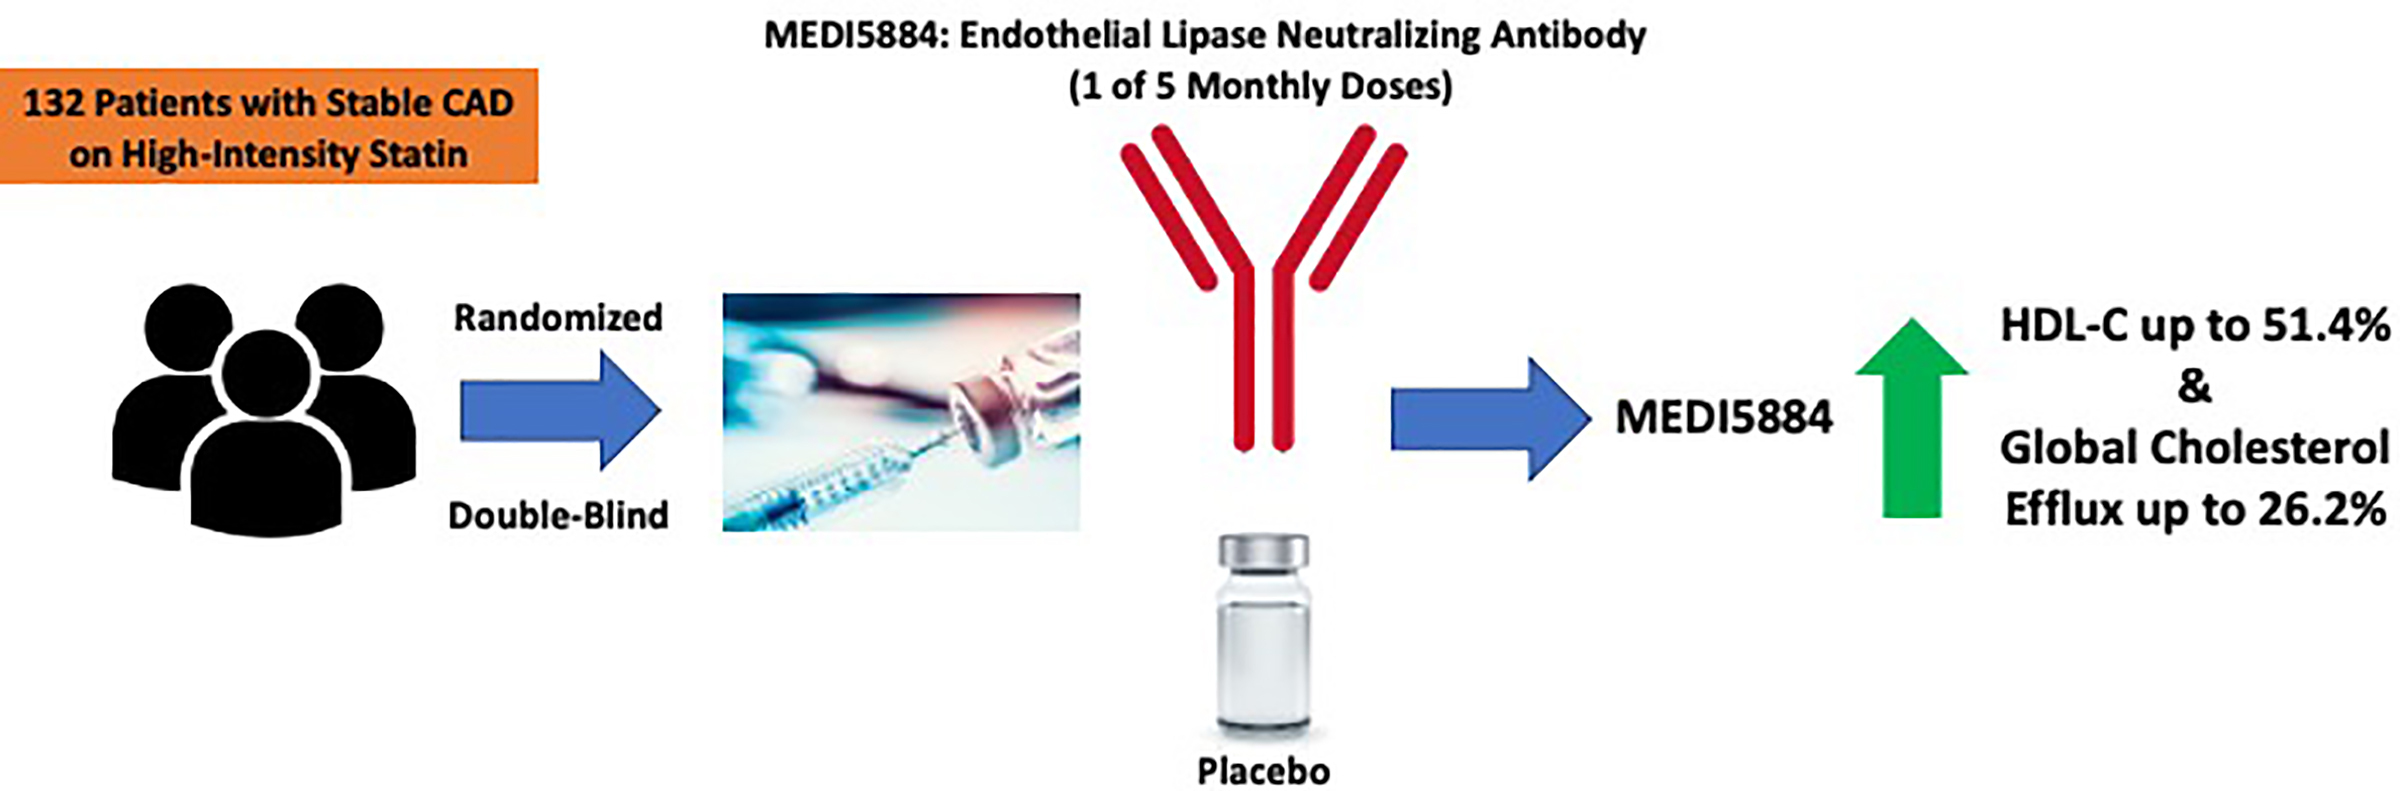 MEDI5884: Endothelial Lipase Neutralizing Antibody
(1 of 5 Monthly Doses)
132 Patients with Stable CAD
on High-Intensity Statin
Randomized
Double-Blind
Placebo
MEDI5884
HDL-C up to 51.4%
&
Global Cholesterol
Efflux up to 26.2%